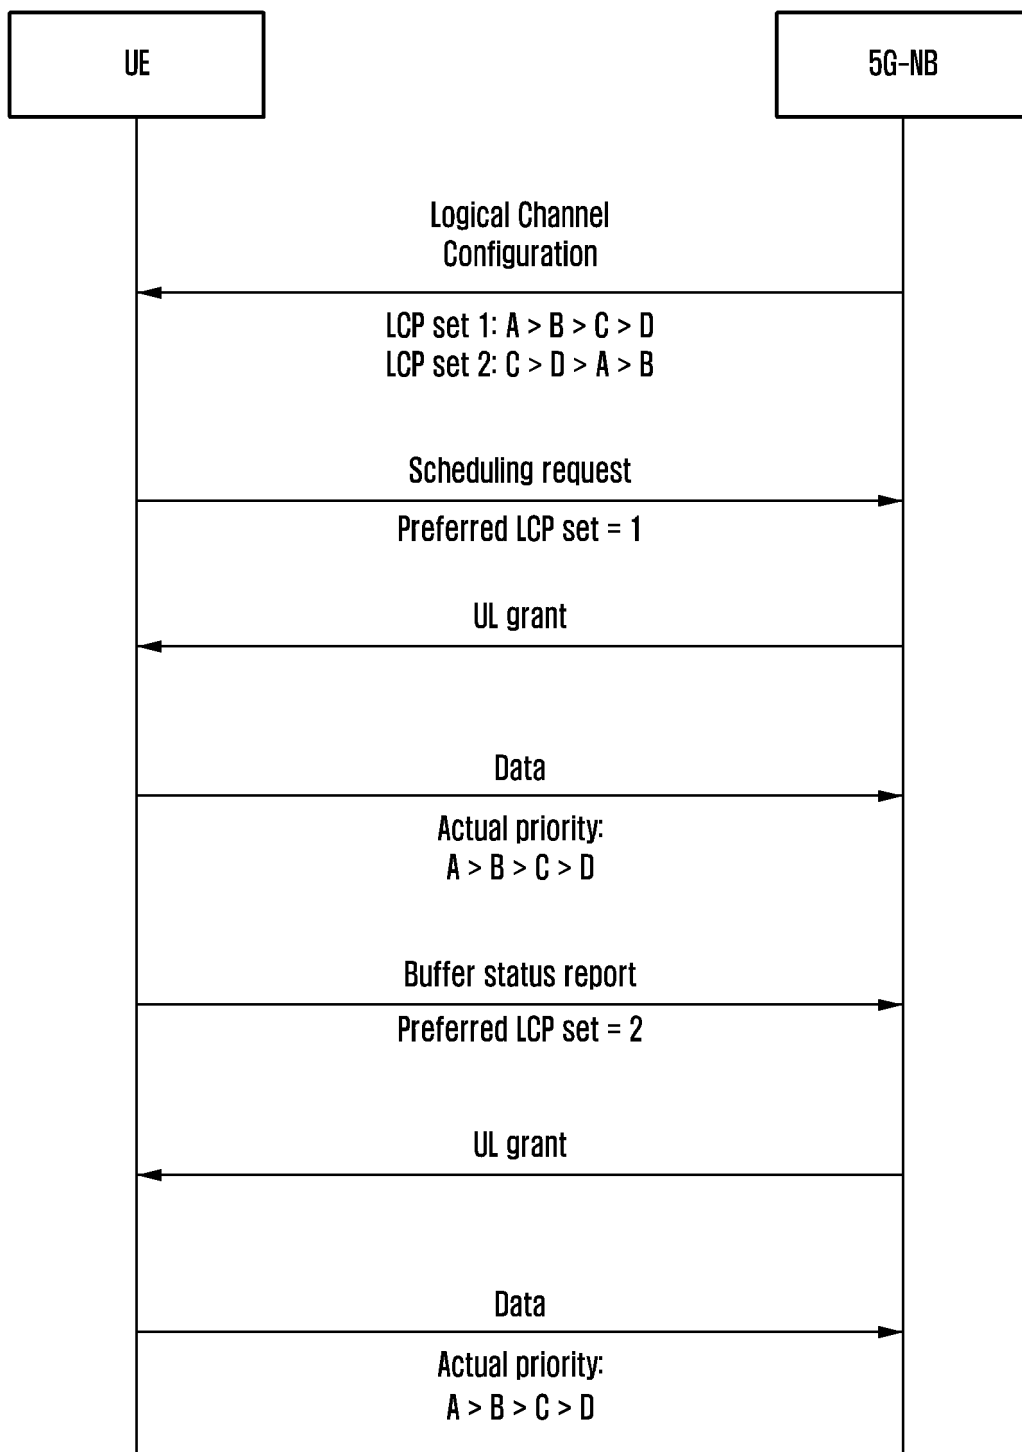 UE
5G-NB
Logical Channel
Configuration
LCP set 1: A > B > C > D
LCP set 2: C > D > A > B
Scheduling request
Preferred LCP set = 1
UL grant
Data
Actual priority:
A > B > C > D
Buffer status report
Preferred LCP set = 2
UL grant
Data
Actual priority:
A > B > C > D